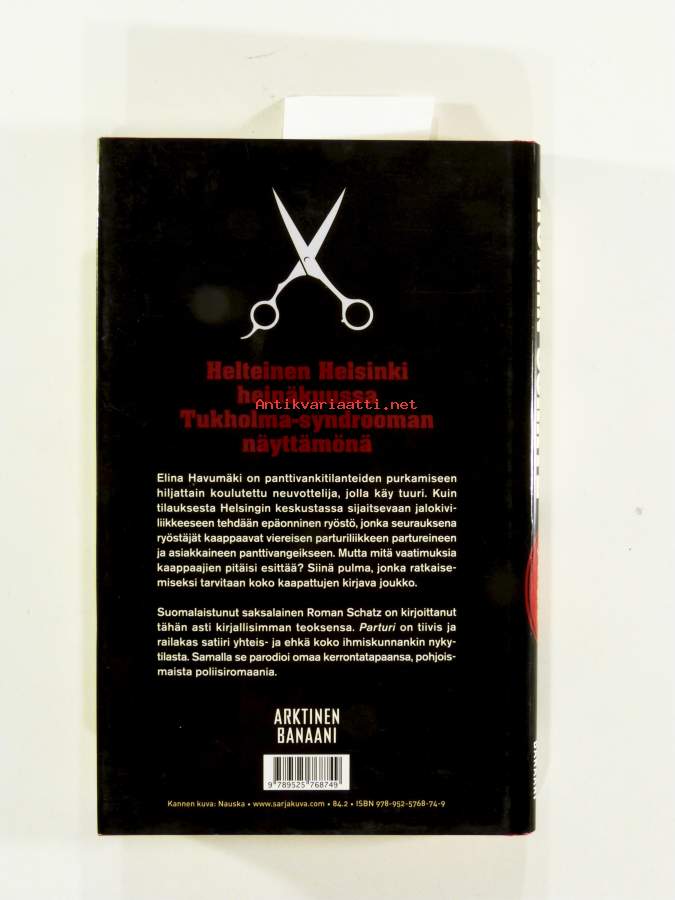 Helteinen Helsinki
heinäkuussa
Antikvariaatti.net
Tukholma-syndrooman
näyttämönä
Elina Havumäki on panttivankitilanteiden purkamiseen
hiljattain koulutettu neuvottelija, jolla käy tuuri. Kuin
tilauksesta Helsingin keskustassa sijaitsevaan jalokivi-
liikkeeseen tehdään epäonninen ryöstö, jonka seurauksena
ryöstäjät kaappaavat viereisen parturiliikkeen partureineen
ja asiakkaineen panttivangeikseen. Mutta mitä vaatimuksia
kaappaajien pitäisi esittää? Siinä pulma, jonka ratkaise-
miseksi tarvitaan koko kaapattujen kirjava joukko.
Suomalaistunut saksalainen Roman Schatz on kirjoittanut
tähän asti kirjallisimman teoksensa. Parturi on tiivis ja
railakas satiiri yhteis- ja ehkä koko ihmiskunnankin nyky-
tilasta. Samalla se parodioi omaa kerrontatapaansa, pohjois-
maista poliisiromaania.
ARKTINEN
BANAANI
9 789525 768749
Kannen kuva: Nauska • www.sarjakuva.com • 84.2 • ISBN 978-952-5768-74-9